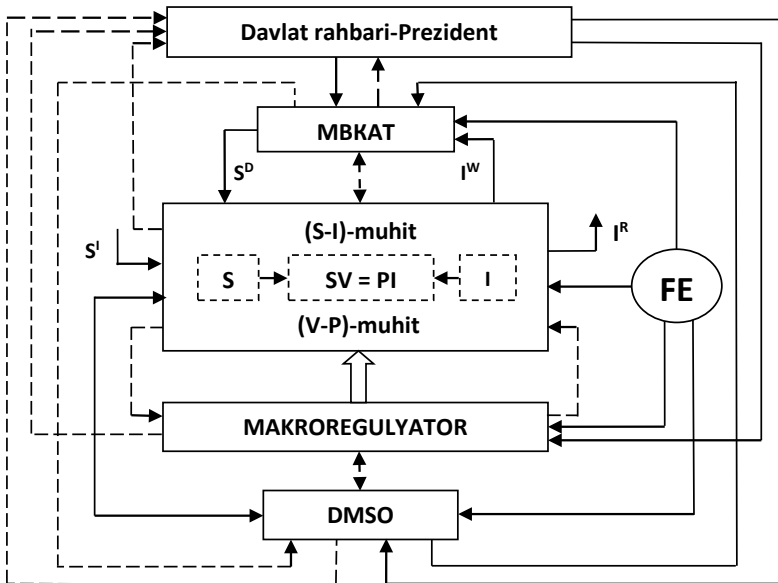 Davlat rahbari-Prezident
MBKAT
S^D
I^W
(S-I)-muhit
I^R
S^I
S
SV = PI
I
FE
(V-P)-muhit
MAKROREGULYATOR
DMSO